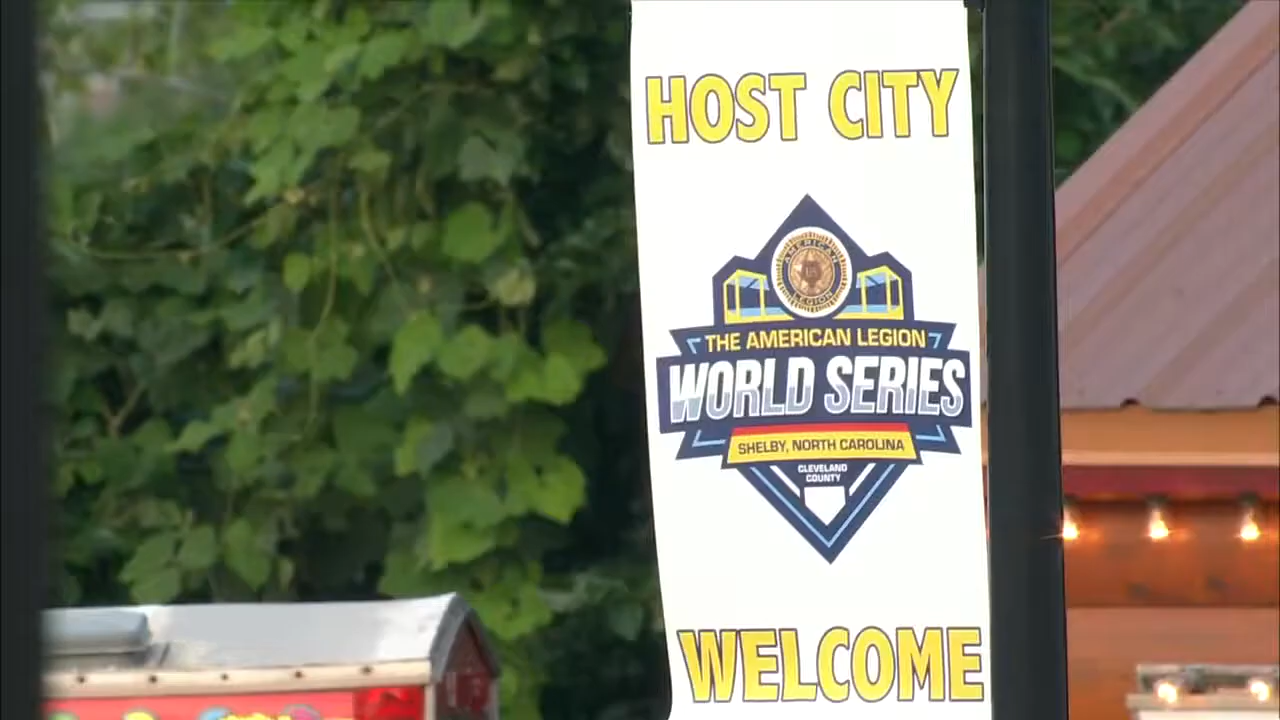 HOST CITY
AMERICAN
LEGION
THE AMERICAN LEGION
WORLD SERIES
SHELBY, NORTH CAROLINA
CLEVELAND
COUNTY
WELCOME